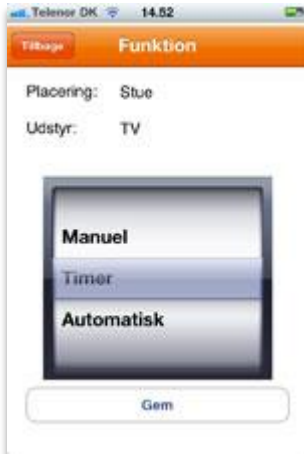 Telenor DK 14.52
Tilbage Funktion
Placering: Stue
Udstyr: TV
Manuel
Timer
Automatisk
Gem